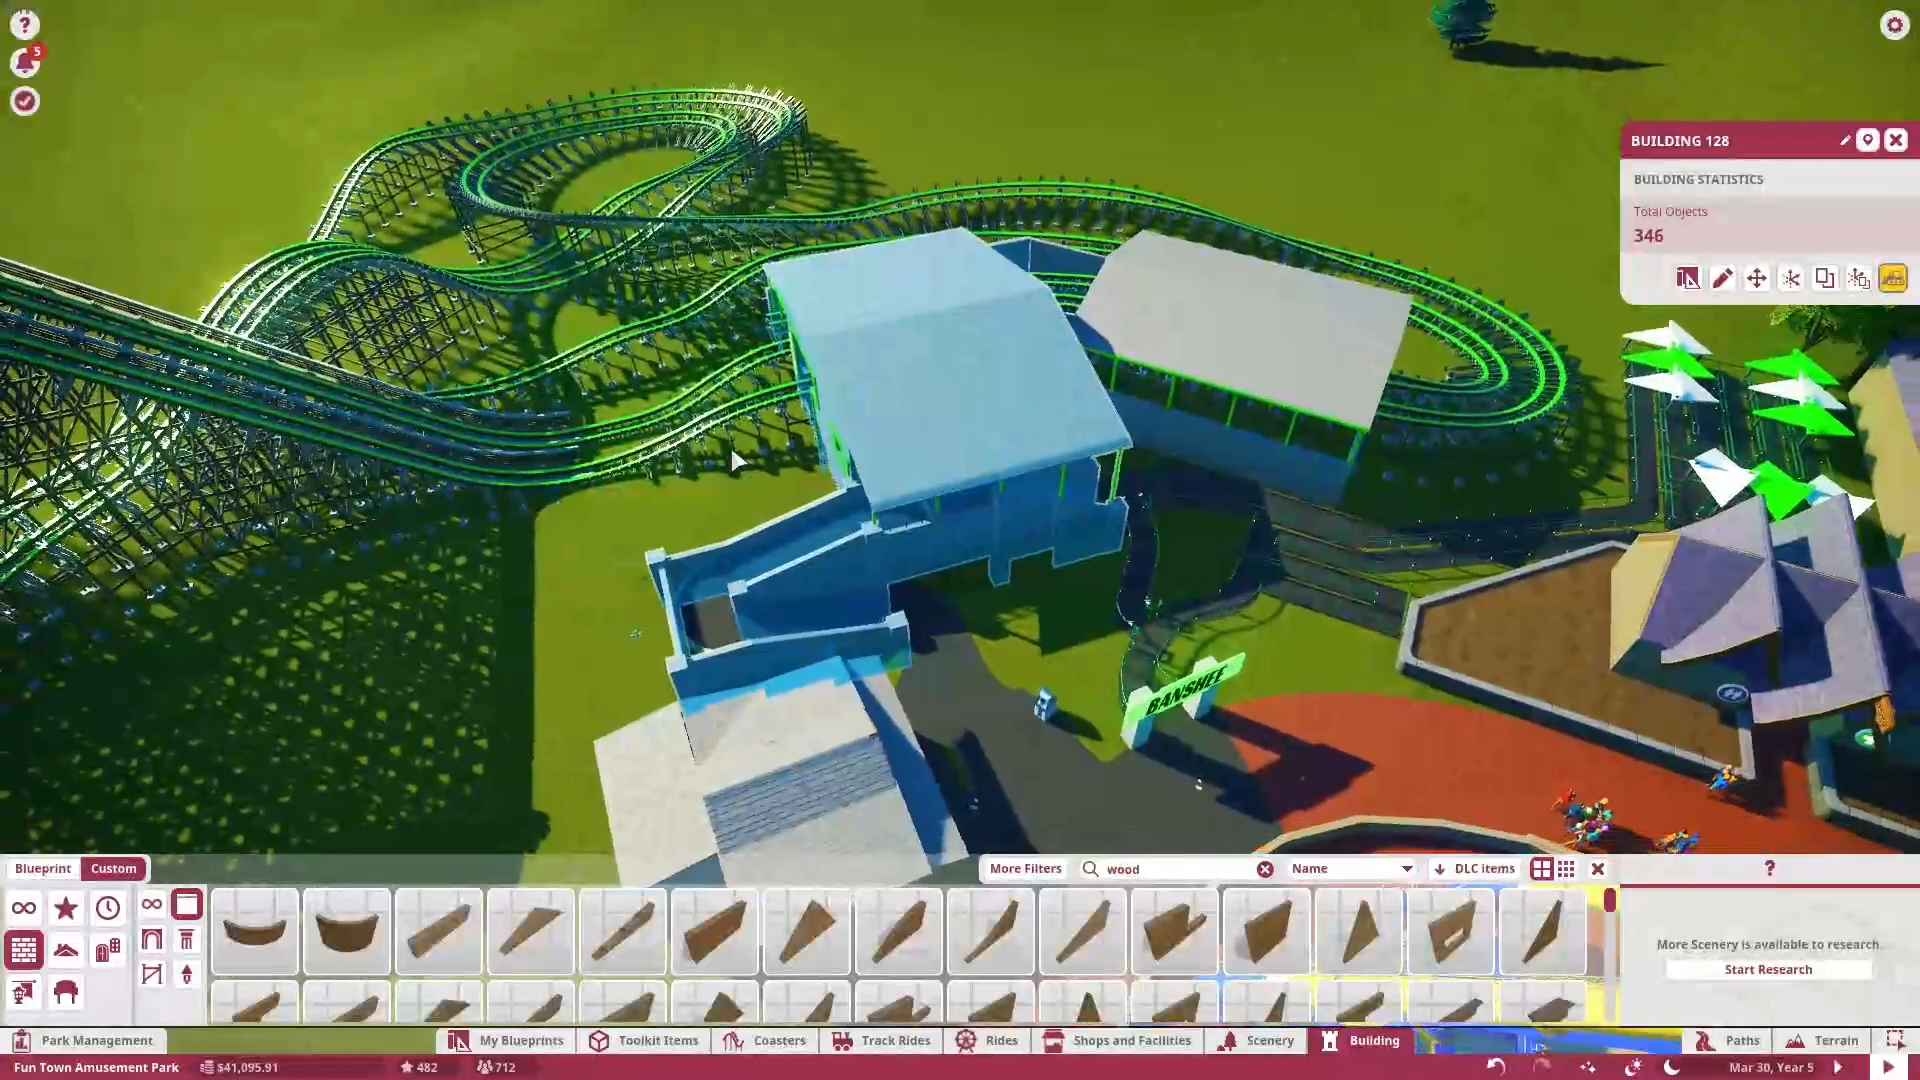 ?
5
BUILDING 128
BUILDING STATISTICS
Total Objects
346
BANSHEE
Blueprint
Custom
More Filters
wood
Name
DLC items
?
More Scenery is available to research.
Start Research
Park Management
My Blueprints
Toolkit Items
Coasters
Track Rides
Rides
Shops and Facilities
Scenery
Building
Paths
Terrain
Fun Town Amusement Park
$41,095.91
482
712
Mar 30, Year 5